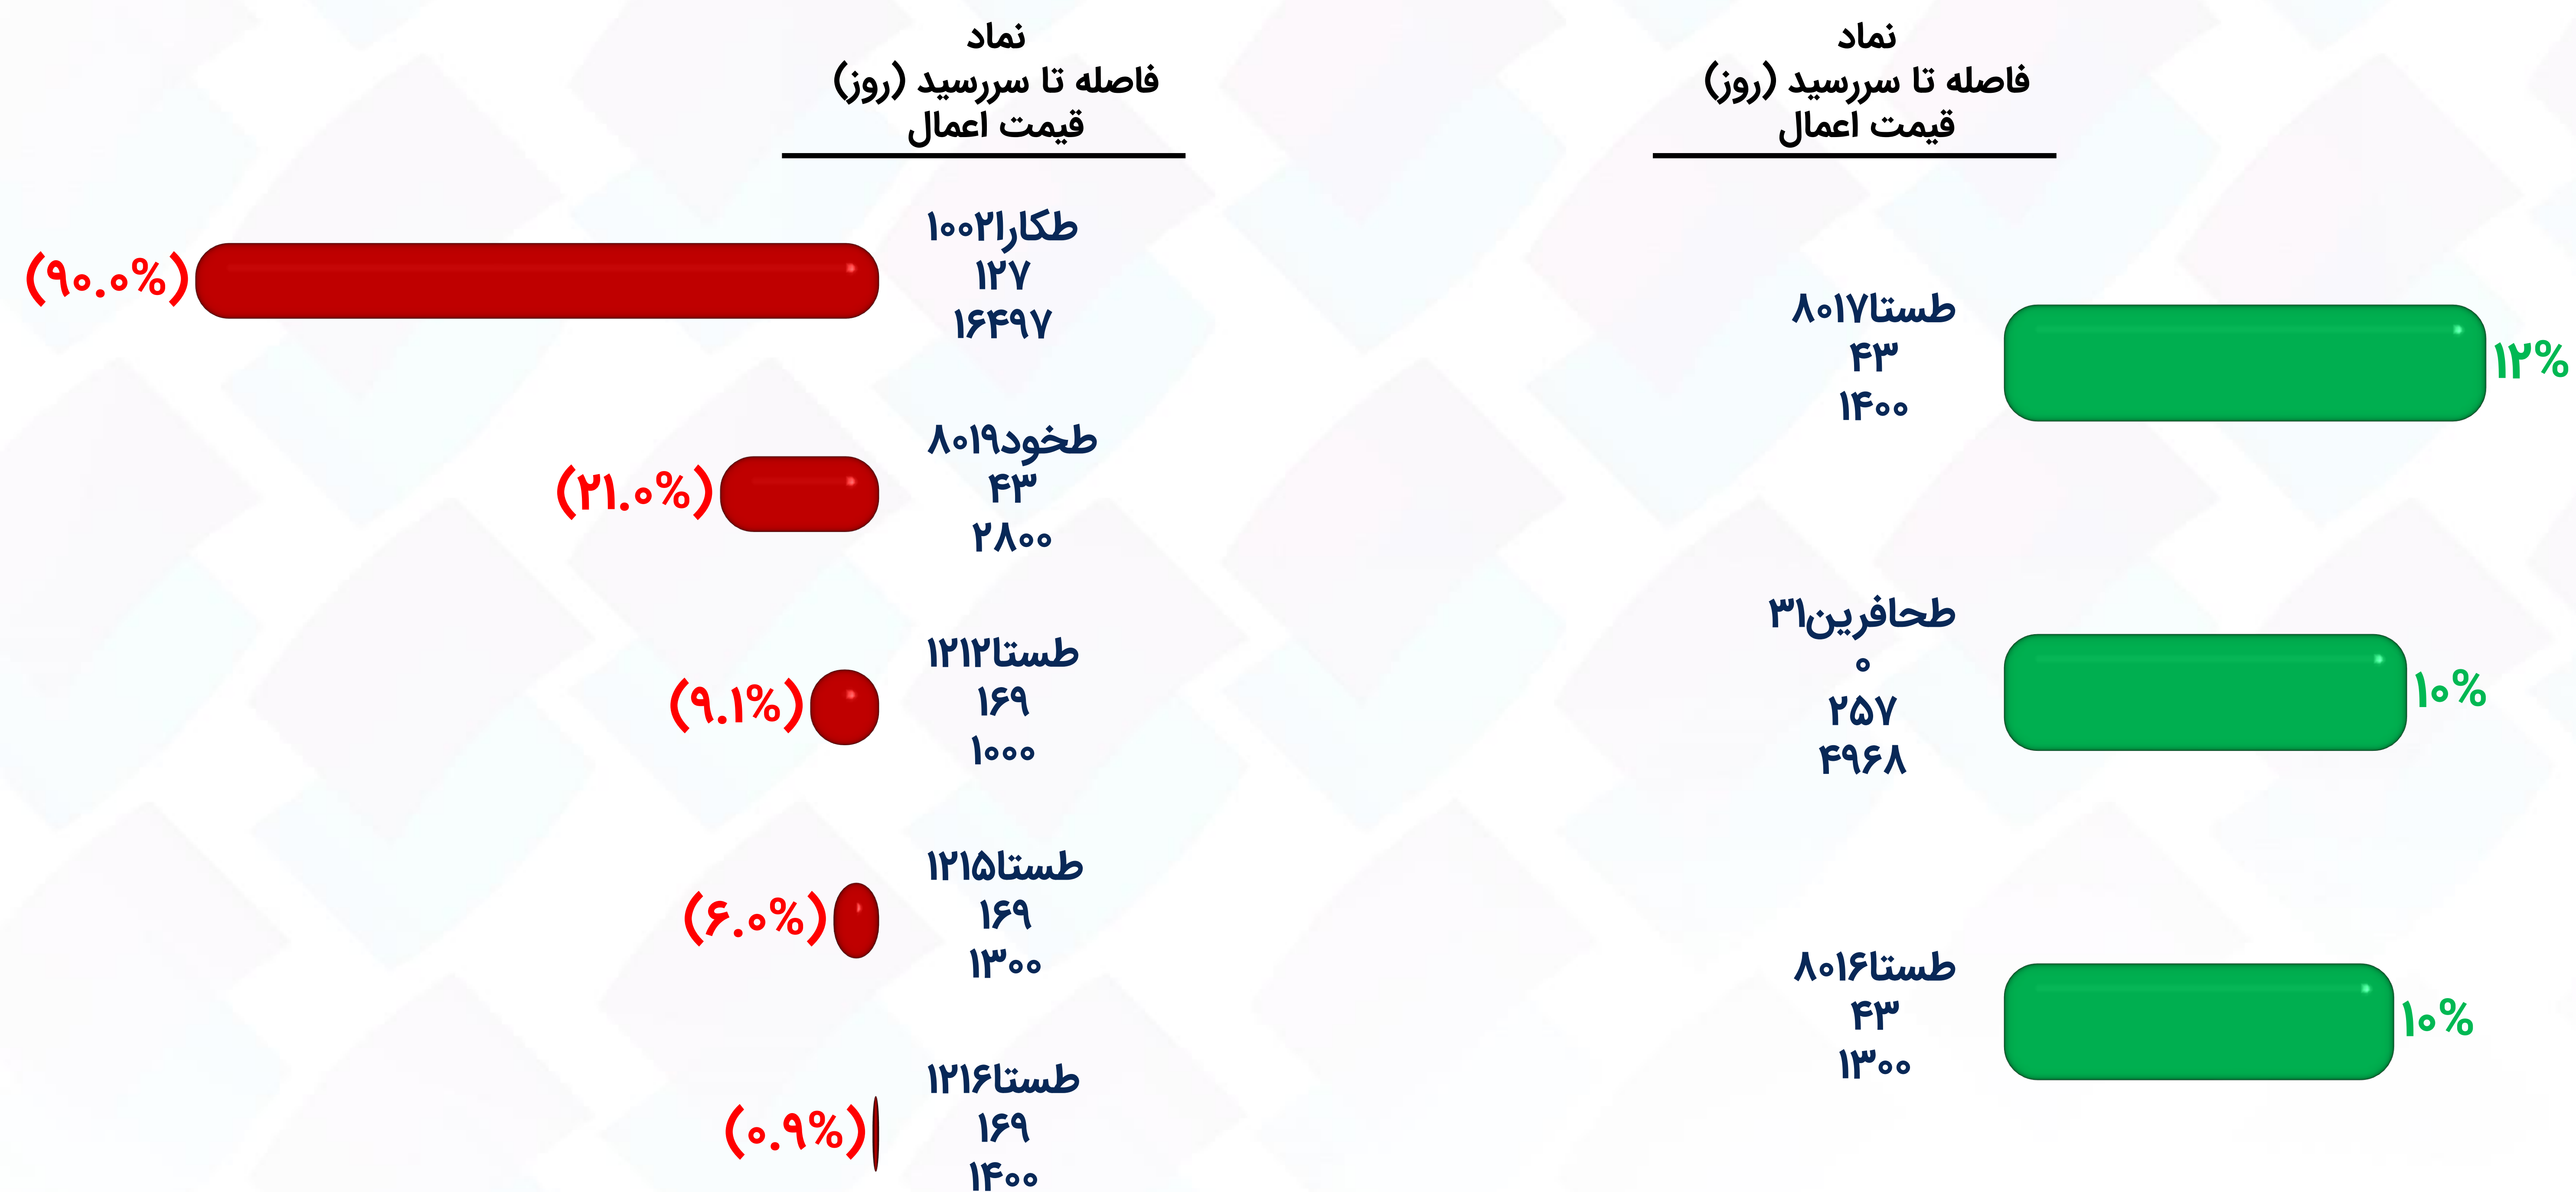 نماد
فاصله تا سررسید (روز)
قیمت اعمال
طستا۸۰۱۷
۴۳
۱۴۰۰
۱۲%
طحافرین۳۱
۰
۲۵۷
۴۹۶۸
۱۰%
طستا۸۰۱۶
۴۳
۱۳۰۰
۱۰%
نماد
فاصله تا سررسید (روز)
قیمت اعمال
طکارا۱۰۰۲
۱۲۷
۱۶۴۹۷
(۹۰.۰%)
طخود۸۰۱۹
۴۳
۲۸۰۰
(۲۱.۰%)
طستا۱۲۱۲
۱۶۹
۱۰۰۰
(۹.۱%)
طستا۱۲۱۵
۱۶۹
۱۳۰۰
(۶.۰%)
طستا۱۲۱۶
۱۶۹
۱۴۰۰
(۰.۹%)